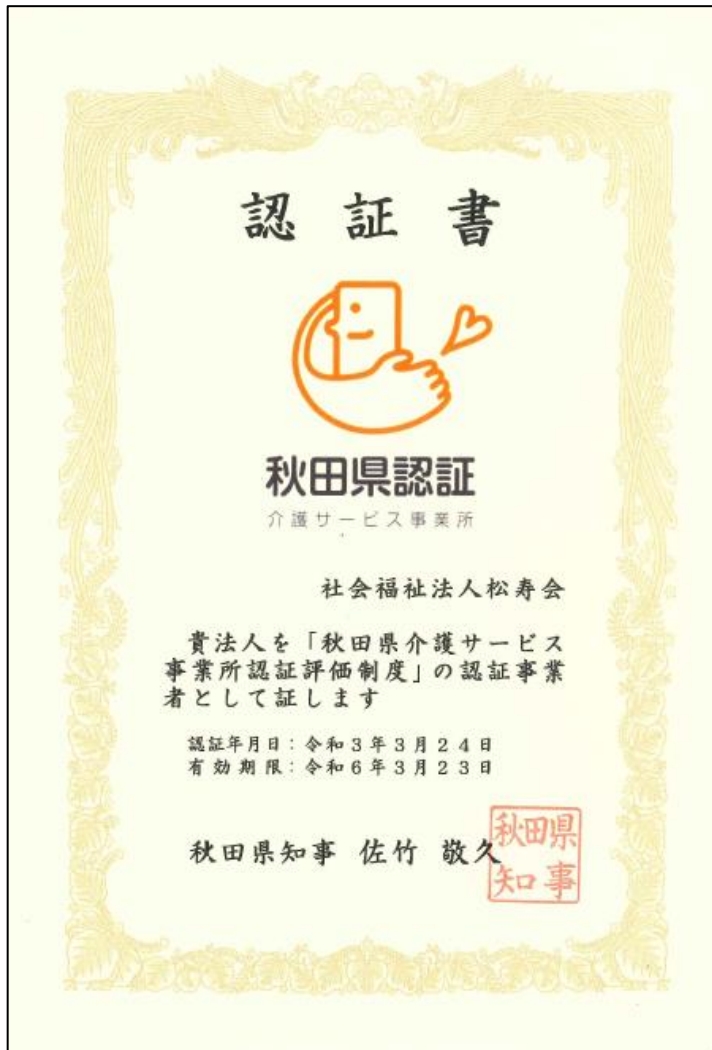 認証書
秋田県認証
介護サービス事業所
社会福祉法人松寿会
貴法人を「秋田県介護サービス
事業所認証評価制度」の認証事業
者として証します
認証年月日：令和３年３月２４日
有効期限：令和６年３月２３日
秋田県知事 佐竹 敬久
秋田県
知事